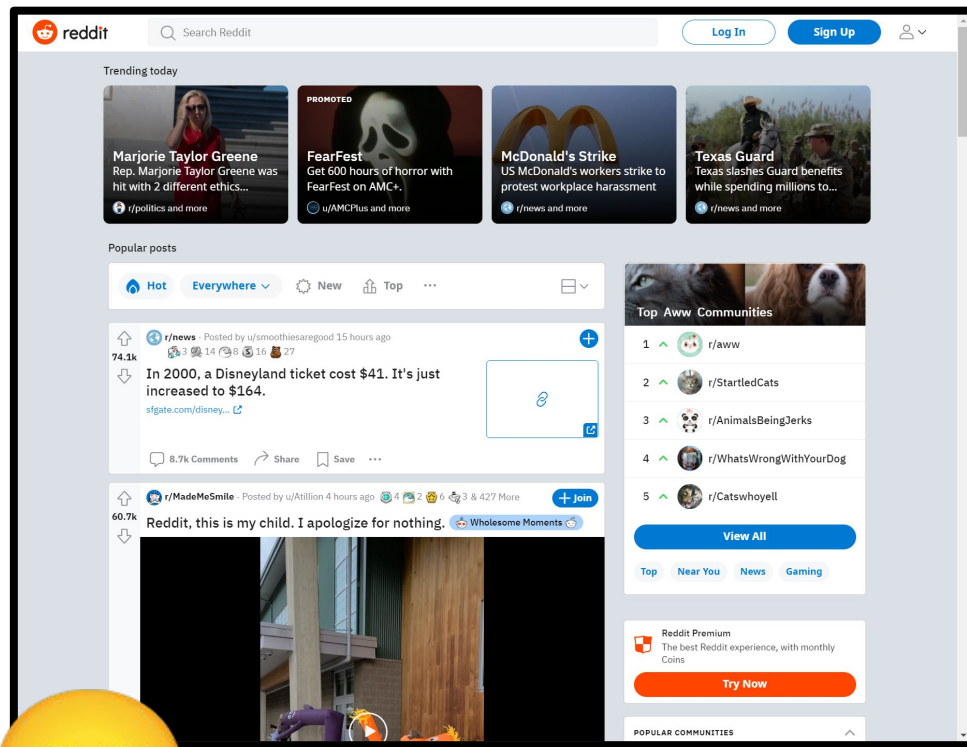 reddit
Search Reddit
Log In
Sign Up
Trending today
Marjorie Taylor Greene
Rep. Marjorie Taylor Greene was
hit with 2 different ethics...
r/politics and more
PROMOTED
FearFest
Get 600 hours of horror with
FearFest on AMC+.
u/AMCPlus and more
McDonald's Strike
US McDonald's workers strike to
protest workplace harassment
r/news and more
Texas Guard
Texas slashes Guard benefits
while spending millions to...
r/news and more
Popular posts
Hot Everywhere New Top ...
74.1k
r/news · Posted by u/smoothiesaregood 15 hours ago
3 14 8 16 27
In 2000, a Disneyland ticket cost $41. It's just
increased to $164.
sfgate.com/disney...
8.7k Comments Share Save ...
60.7k
r/MadeMeSmile · Posted by u/Atillion 4 hours ago 4 2 6 3 & 427 More
Join
Reddit, this is my child. I apologize for nothing. Wholesome Moments
Top Aww Communities
1 r/aww
2 r/StartledCats
3 r/AnimalsBeingJerks
4 r/WhatsWrongWithYourDog
5 r/Catswhoyell
View All
Top Near You News Gaming
Reddit Premium
The best Reddit experience, with monthly
Coins
Try Now
POPULAR COMMUNITIES